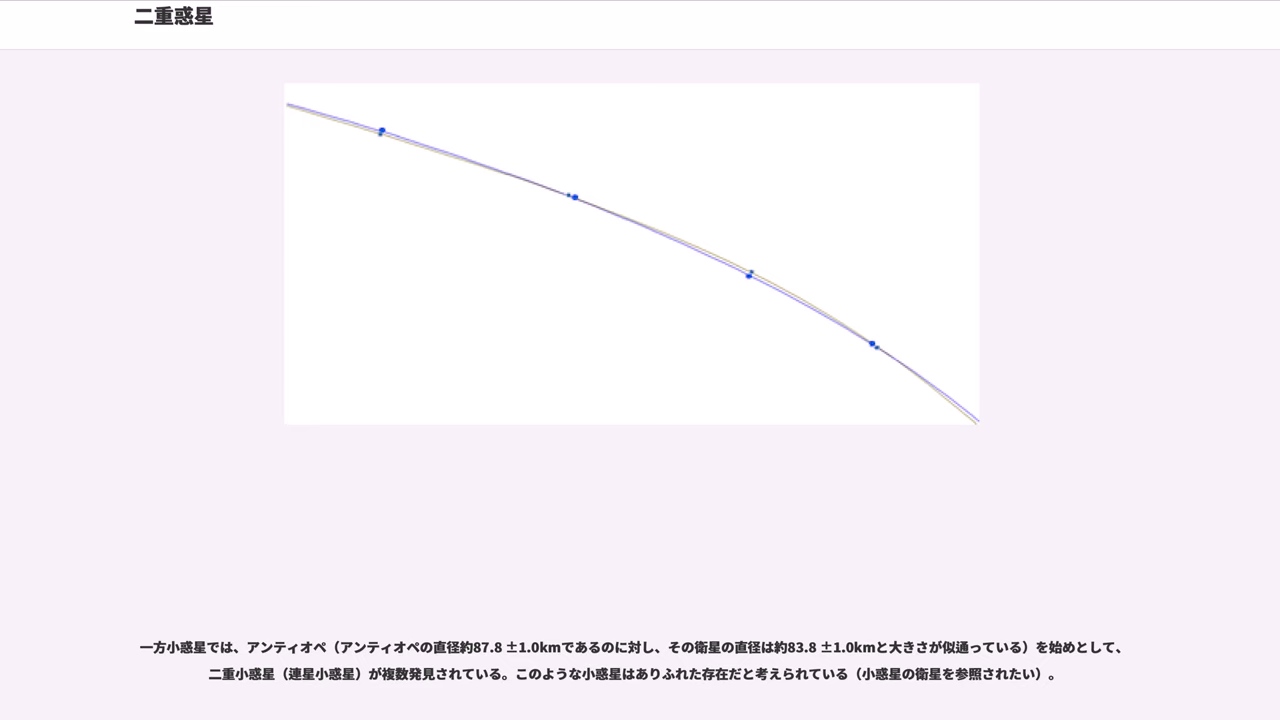 二重惑星
一方小惑星では、アンティオペ（アンティオペの直径約87.8 ±1.0kmであるのに対し、その衛星の直径は約83.8 ±1.0kmと大きさが似通っている）を始めとして、
二重小惑星（連星小惑星）が複数発見されている。このような小惑星はありふれた存在だと考えられている（小惑星の衛星を参照されたい）。